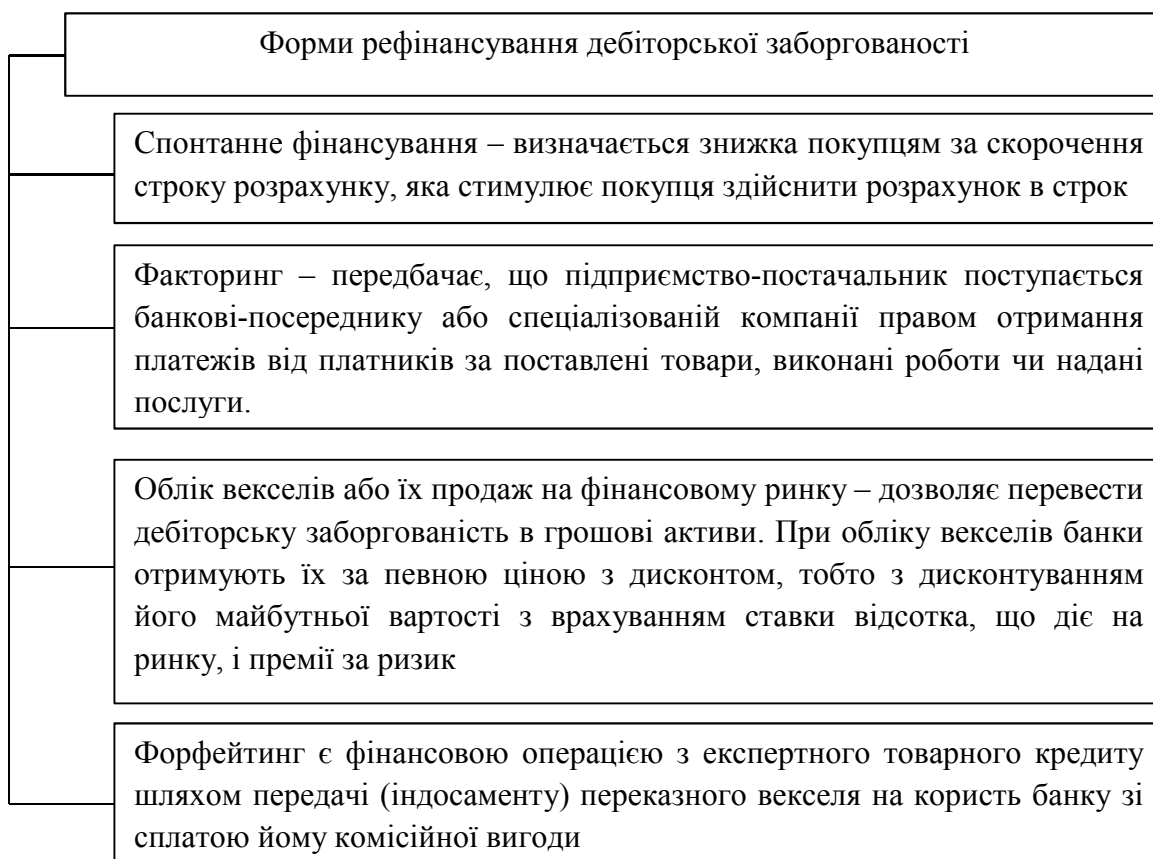 Форми рефінансування дебіторської заборгованості
Спонтанне фінансування – визначається знижка покупцям за скорочення
строку розрахунку, яка стимулює покупця здійснити розрахунок в строк
Факторинг – передбачає, що підприємство-постачальник поступається
банкові-посереднику або спеціалізованій компанії правом отримання
платежів від платників за поставлені товари, виконані роботи чи надані
послуги.
Облік векселів або їх продаж на фінансовому ринку – дозволяє перевести
дебіторську заборгованість в грошові активи. При обліку векселів банки
отримують їх за певною ціною з дисконтом, тобто з дисконтуванням
його майбутньої вартості з врахуванням ставки відсотка, що діє на
ринку, і премії за ризик
Форфейтинг є фінансовою операцією з експертного товарного кредиту
шляхом передачі (індосаменту) переказного векселя на користь банку зі
сплатою йому комісійної вигоди